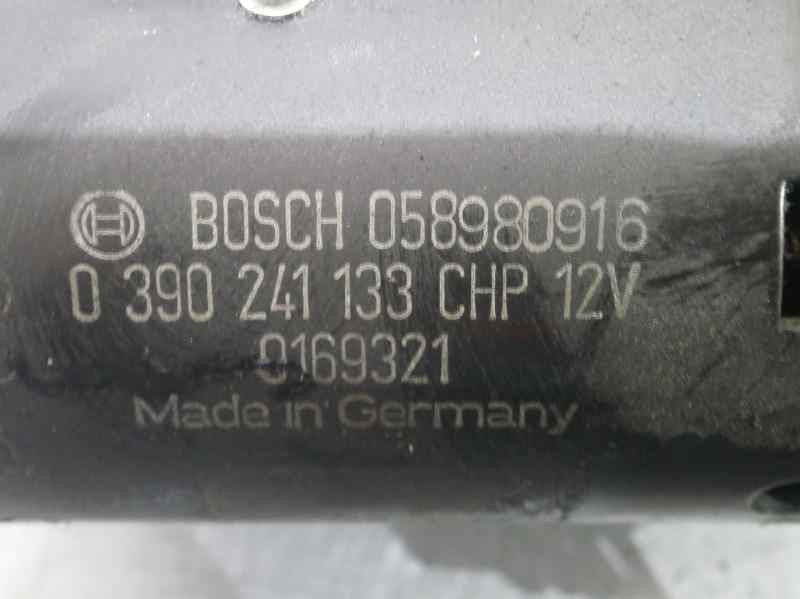 BOSCH 058980916
0 390 241 133 CHP 12V
0169321
Made in Germany